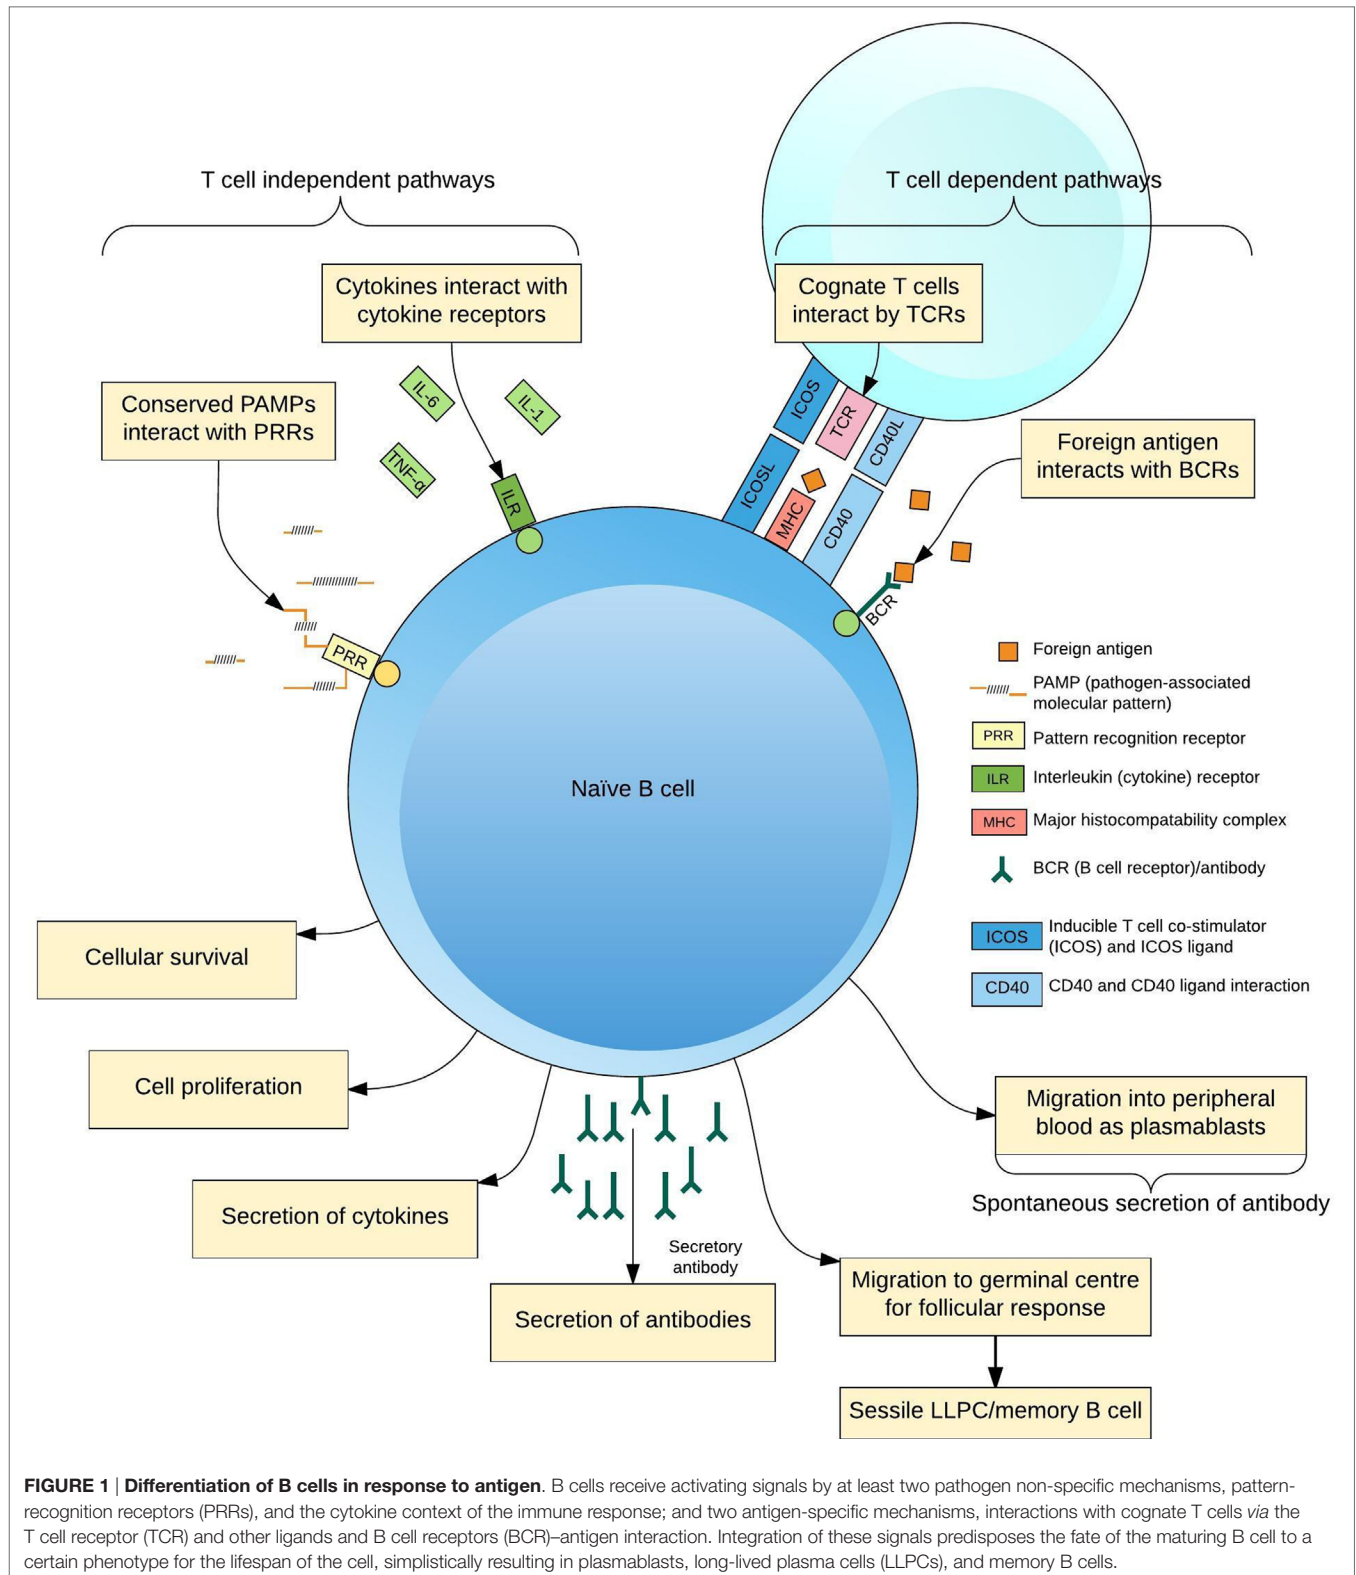 T cell independent pathways
T cell dependent pathways
Cytokines interact with
cytokine receptors
Cognate T cells
interact by TCRs
Conserved PAMPs
interact with PRRs
Foreign antigen
interacts with BCRs
IL-6
IL-1
TNF-α
ILR
PRR
ICOS
TCR
CD40L
ICOSL
MHC
CD40
BCR
Naïve B cell
Foreign antigen
PAMP (pathogen-associated
molecular pattern)
PRR Pattern recognition receptor
ILR Interleukin (cytokine) receptor
MHC Major histocompatability complex
BCR (B cell receptor)/antibody
ICOS Inducible T cell co-stimulator
(ICOS) and ICOS ligand
CD40 CD40 and CD40 ligand interaction
Cellular survival
Cell proliferation
Secretion of cytokines
Secretory
antibody
Secretion of antibodies
Migration into peripheral
blood as plasmablasts
Spontaneous secretion of antibody
Migration to germinal centre
for follicular response
Sessile LLPC/memory B cell
FIGURE 1 | Differentiation of B cells in response to antigen. B cells receive activating signals by at least two pathogen non-specific mechanisms, pattern-
recognition receptors (PRRs), and the cytokine context of the immune response; and two antigen-specific mechanisms, interactions with cognate T cells via the
T cell receptor (TCR) and other ligands and B cell receptors (BCR)–antigen interaction. Integration of these signals predisposes the fate of the maturing B cell to a
certain phenotype for the lifespan of the cell, simplistically resulting in plasmablasts, long-lived plasma cells (LLPCs), and memory B cells.